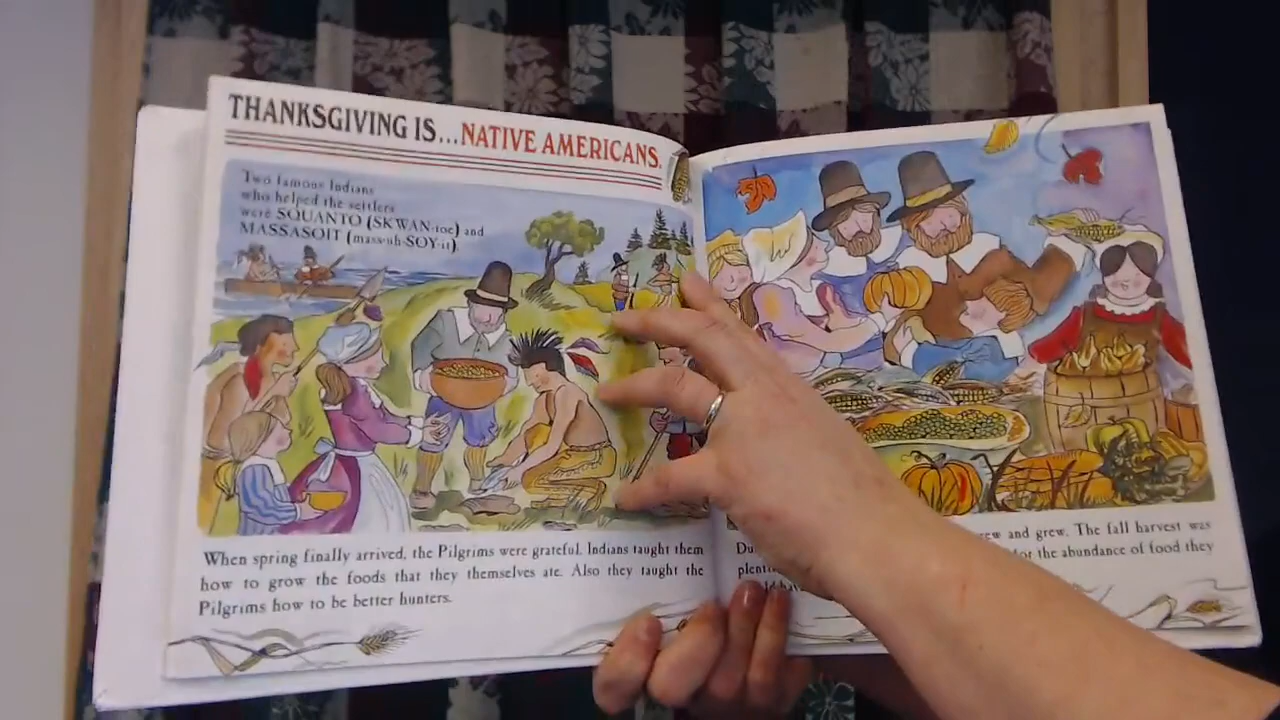 THANKSGIVING IS...NATIVE AMERICANS.
Two famous Indians
who helped the settlers
were SQUANTO (SKWAN-toe) and
MASSASOIT (mass-uh-SOY-it).
When spring finally arrived, the Pilgrims were grateful. Indians taught them
how to grow the foods that they themselves ate. Also they taught the
Pilgrims how to be better hunters.
and grew. The fall harvest was
for the abundance of food they